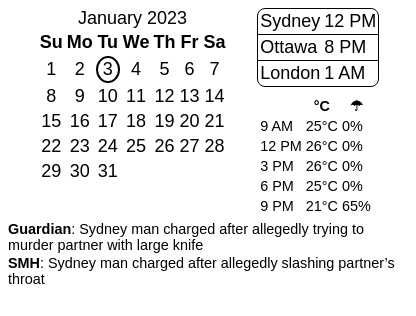 January 2023
Su Mo Tu We Th Fr Sa
1 2 3 4 5 6 7
8 9 10 11 12 13 14
15 16 17 18 19 20 21
22 23 24 25 26 27 28
29 30 31
Sydney 12 PM
Ottawa 8 PM
London 1 AM
°C ☂
9 AM 25°C 0%
12 PM 26°C 0%
3 PM 26°C 0%
6 PM 25°C 0%
9 PM 21°C 65%
Guardian: Sydney man charged after allegedly trying to
murder partner with large knife
SMH: Sydney man charged after allegedly slashing partner’s
throat